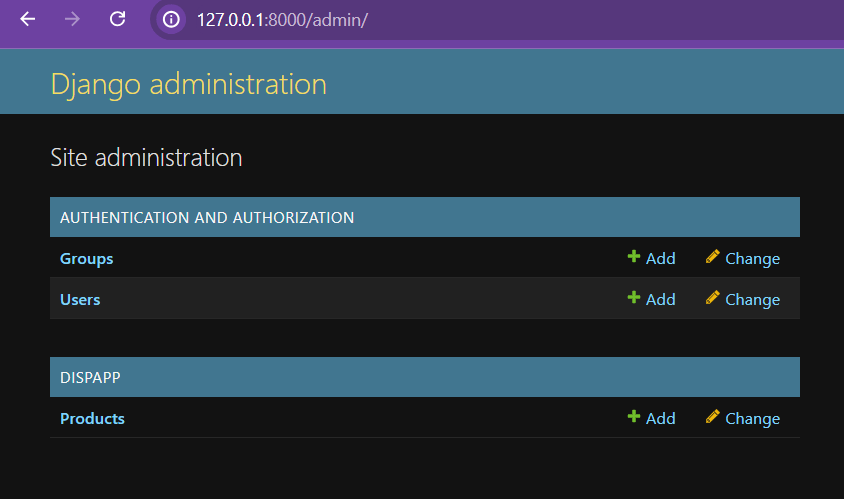 127.0.0.1:8000/admin/
Django administration
Site administration
AUTHENTICATION AND AUTHORIZATION
Groups Add Change
Users Add Change
DISPAPP
Products Add Change